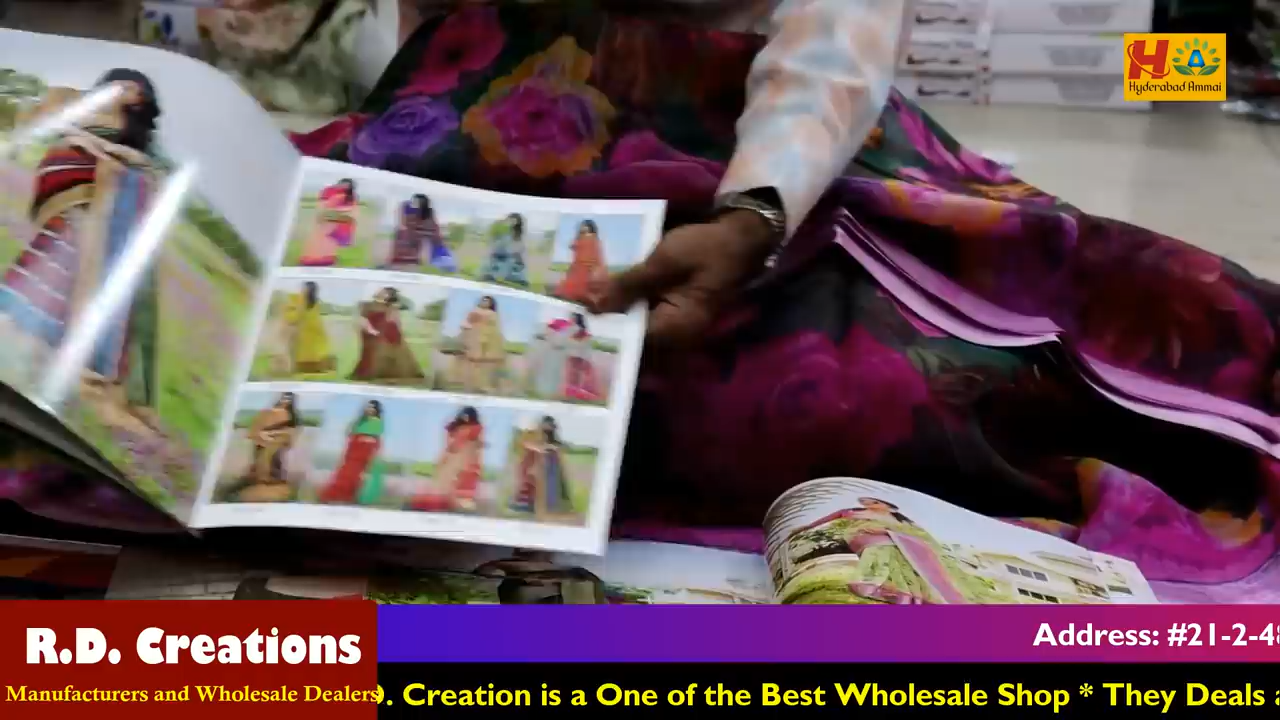 H A
Hyderabad Ammai
R.D. Creations
Address: #21-2-48
Manufacturers and Wholesale Dealers
D. Creation is a One of the Best Wholesale Shop * They Deals